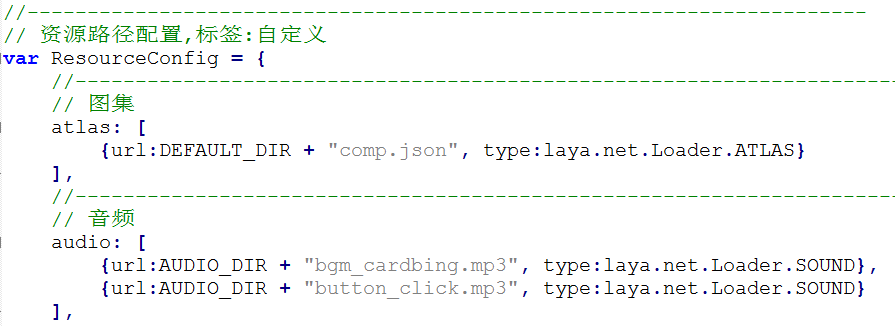 //----------------------------------------------------------------------
// 资源路径配置,标签:自定义
var ResourceConfig = {
    //--------------------------------------------------------------------
    // 图集
    atlas: [
        {url:DEFAULT_DIR + "comp.json", type:laya.net.Loader.ATLAS}
    ],
    //--------------------------------------------------------------------
    // 音频
    audio: [
        {url:AUDIO_DIR + "bgm_cardbing.mp3", type:laya.net.Loader.SOUND},
        {url:AUDIO_DIR + "button_click.mp3", type:laya.net.Loader.SOUND}
    ],